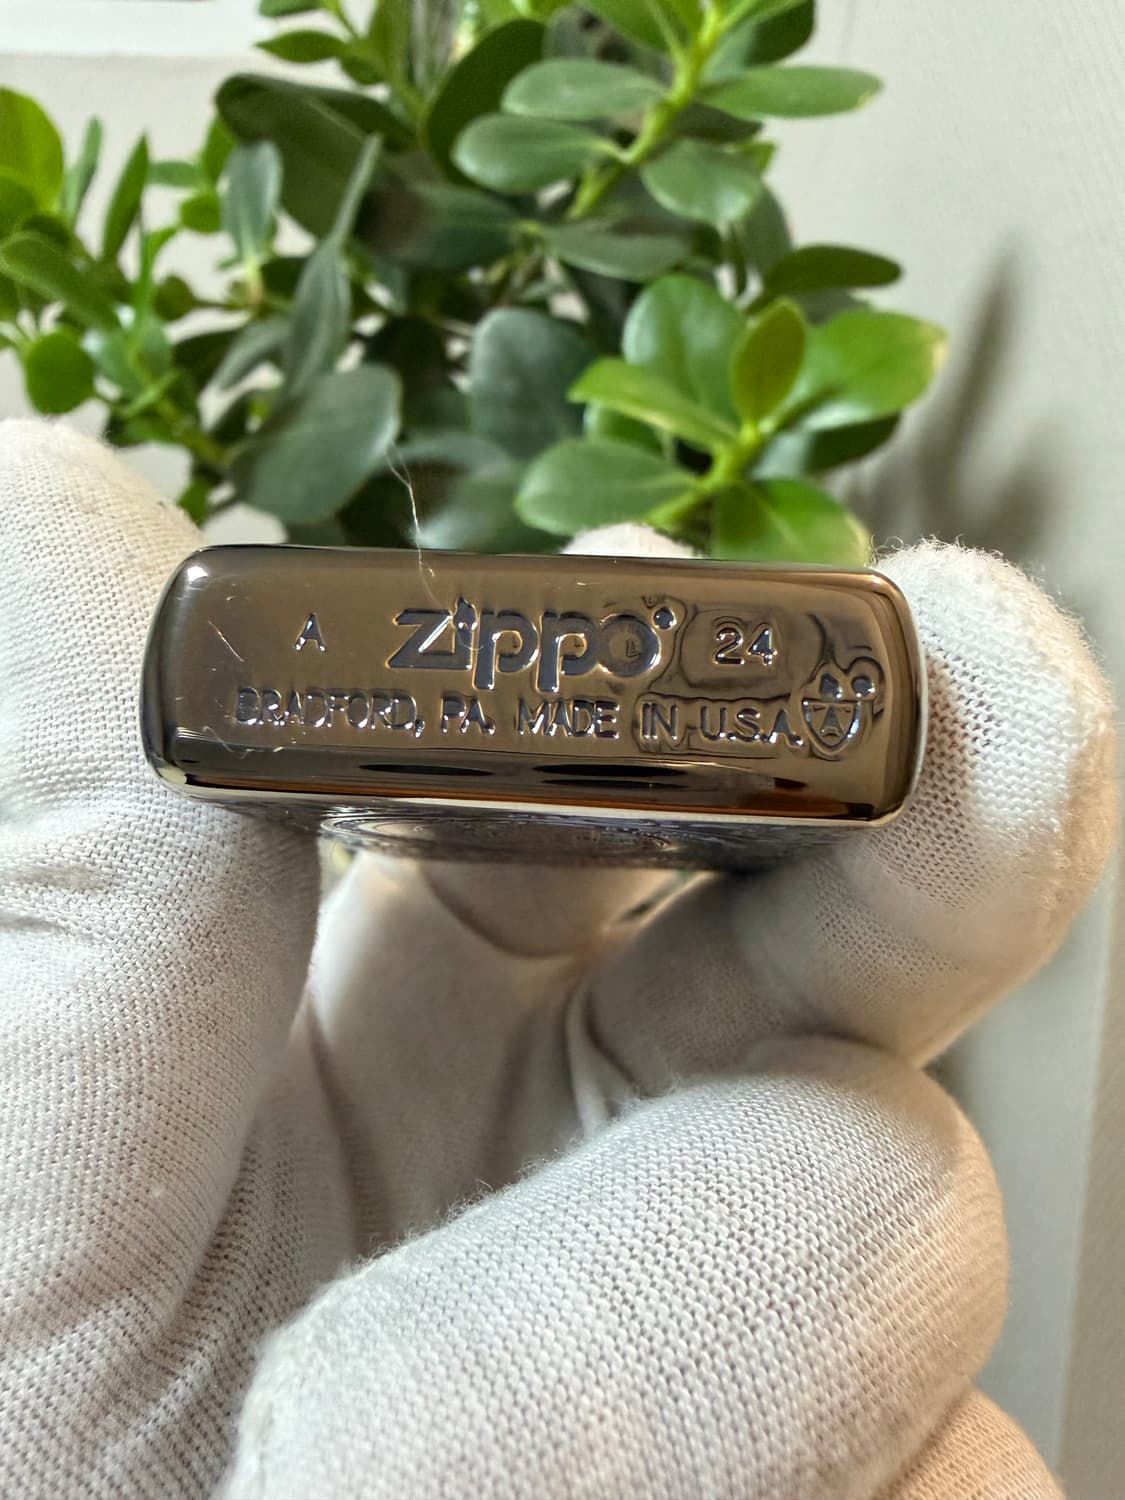 A Zippo 24
BRADFORD, PA. MADE IN U.S.A.
A